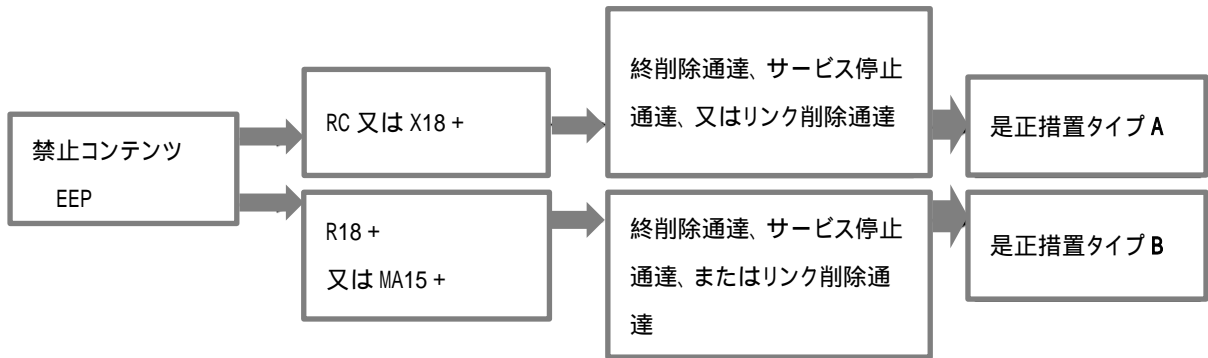 禁止コンテンツ
EEP
RC 又は X18 +
終削除通達、サービス停止
通達、又はリンク削除通達
是正措置タイプ A
R18 +
又は MA15 +
終削除通達、サービス停止
通達、またはリンク削除通
達
是正措置タイプ B